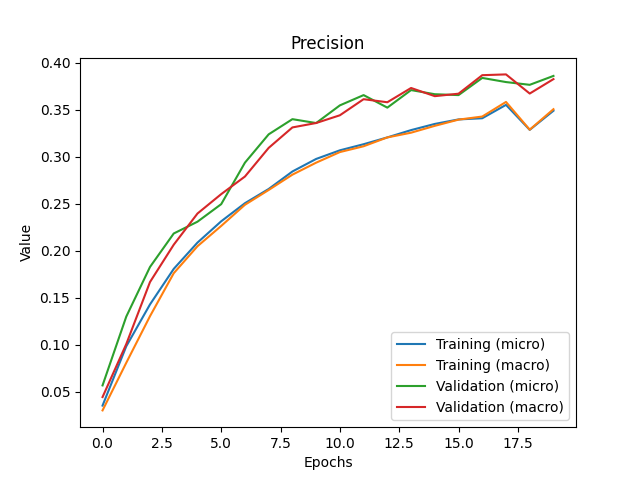 Precision
0.40
0.35
0.30
0.25
0.20
0.15
0.10
0.05
Value
0.0
2.5
5.0
7.5
10.0
12.5
15.0
17.5
Epochs
Training (micro)
Training (macro)
Validation (micro)
Validation (macro)